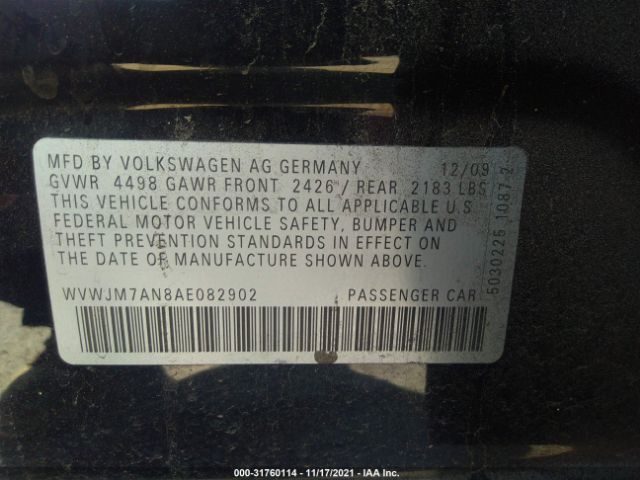 MFD BY VOLKSWAGEN AG GERMANY 12/09
GVWR 4498 GAWR FRONT 2426 / REAR 2183 LBS
THIS VEHICLE CONFORMS TO ALL APPLICABLE U.S
FEDERAL MOTOR VEHICLE SAFETY, BUMPER AND
THEFT PREVENTION STANDARDS IN EFFECT ON
THE DATE OF MANUFACTURE SHOWN ABOVE.
WVWJM7AN8AE082902 PASSENGER CAR
5030225 1087 2
000-31760114 - 11/17/2021 - IAA Inc.